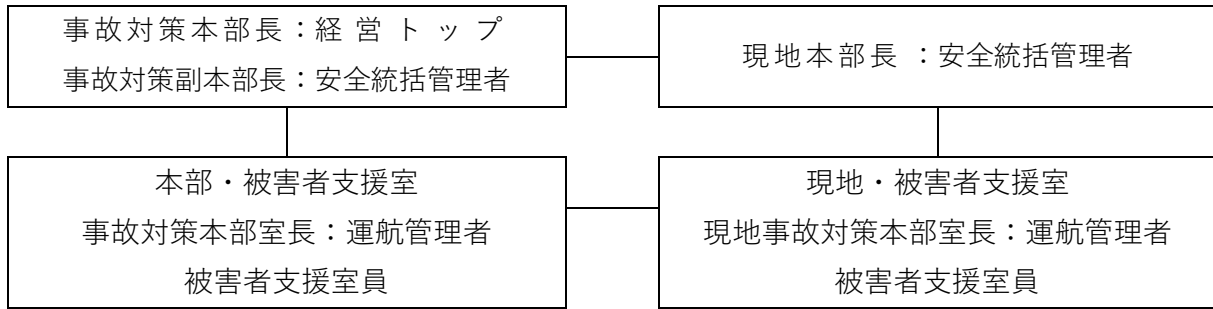 事故対策本部長：経営トップ
事故対策副本部長：安全統括管理者
現地本部長：安全統括管理者
本部・被害者支援室
事故対策本部室長：運航管理者
被害者支援室員
現地・被害者支援室
現地事故対策本部室長：運航管理者
被害者支援室員